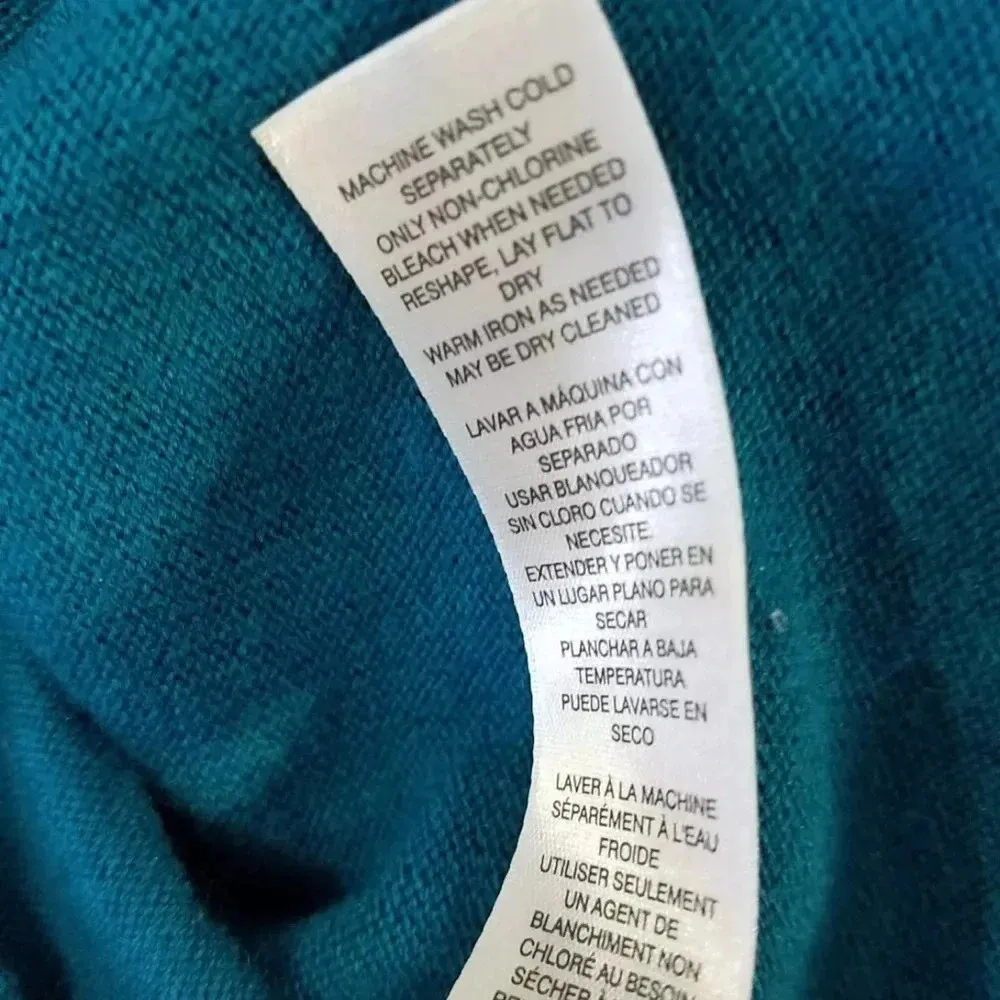 MACHINE WASH COLD
SEPARATELY
ONLY NON-CHLORINE
BLEACH WHEN NEEDED
RESHAPE, LAY FLAT TO
DRY
WARM IRON AS NEEDED
MAY BE DRY CLEANED
LAVAR A MÁQUINA CON
AGUA FRIA POR
SEPARADO
USAR BLANQUEADOR
SIN CLORO CUANDO SE
NECESITE.
EXTENDER Y PONER EN
UN LUGAR PLANO PARA
SECAR
PLANCHAR A BAJA
TEMPERATURA
PUEDE LAVARSE EN
SECO
LAVER À LA MACHINE
SÉPARÉMENT À L'EAU
FROIDE
UTILISER SEULEMENT
UN AGENT DE
BLANCHIMENT NON
CHLORÉ AU BESOIN
SÉCHER À